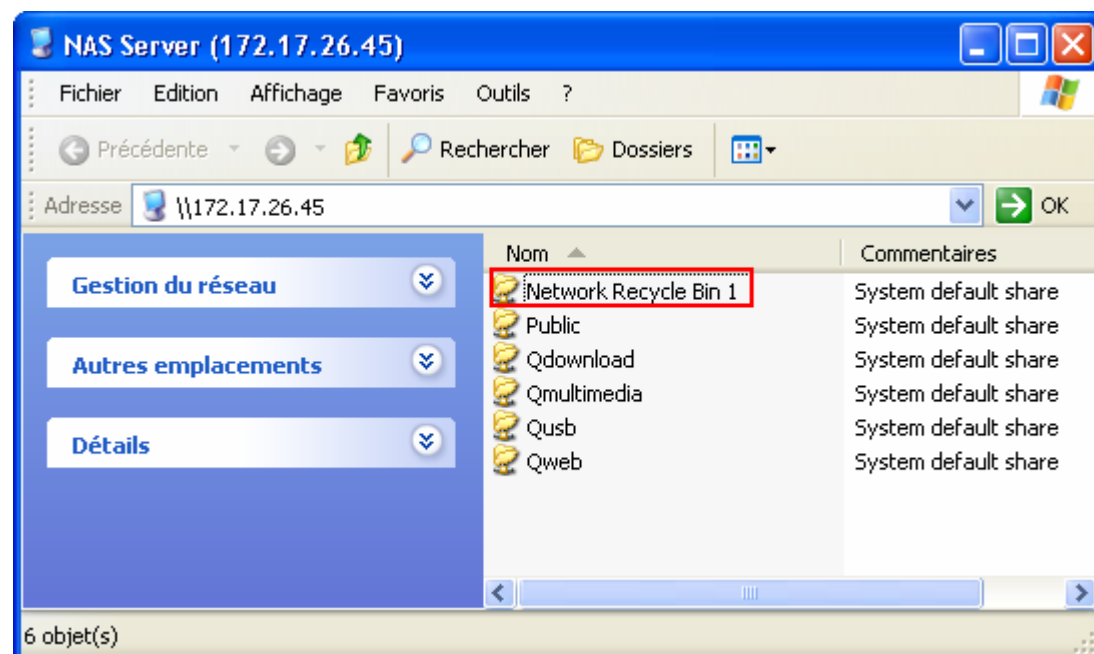 NAS Server (172.17.26.45)
Fichier Edition Affichage Favoris Outils ?
Précédente Rechercher Dossiers
Adresse \\172.17.26.45 OK
Nom Commentaires
Gestion du réseau
Autres emplacements
Détails
Network Recycle Bin 1 System default share
Public System default share
Qdownload System default share
Qmultimedia System default share
Qusb System default share
Qweb System default share
6 objet(s)